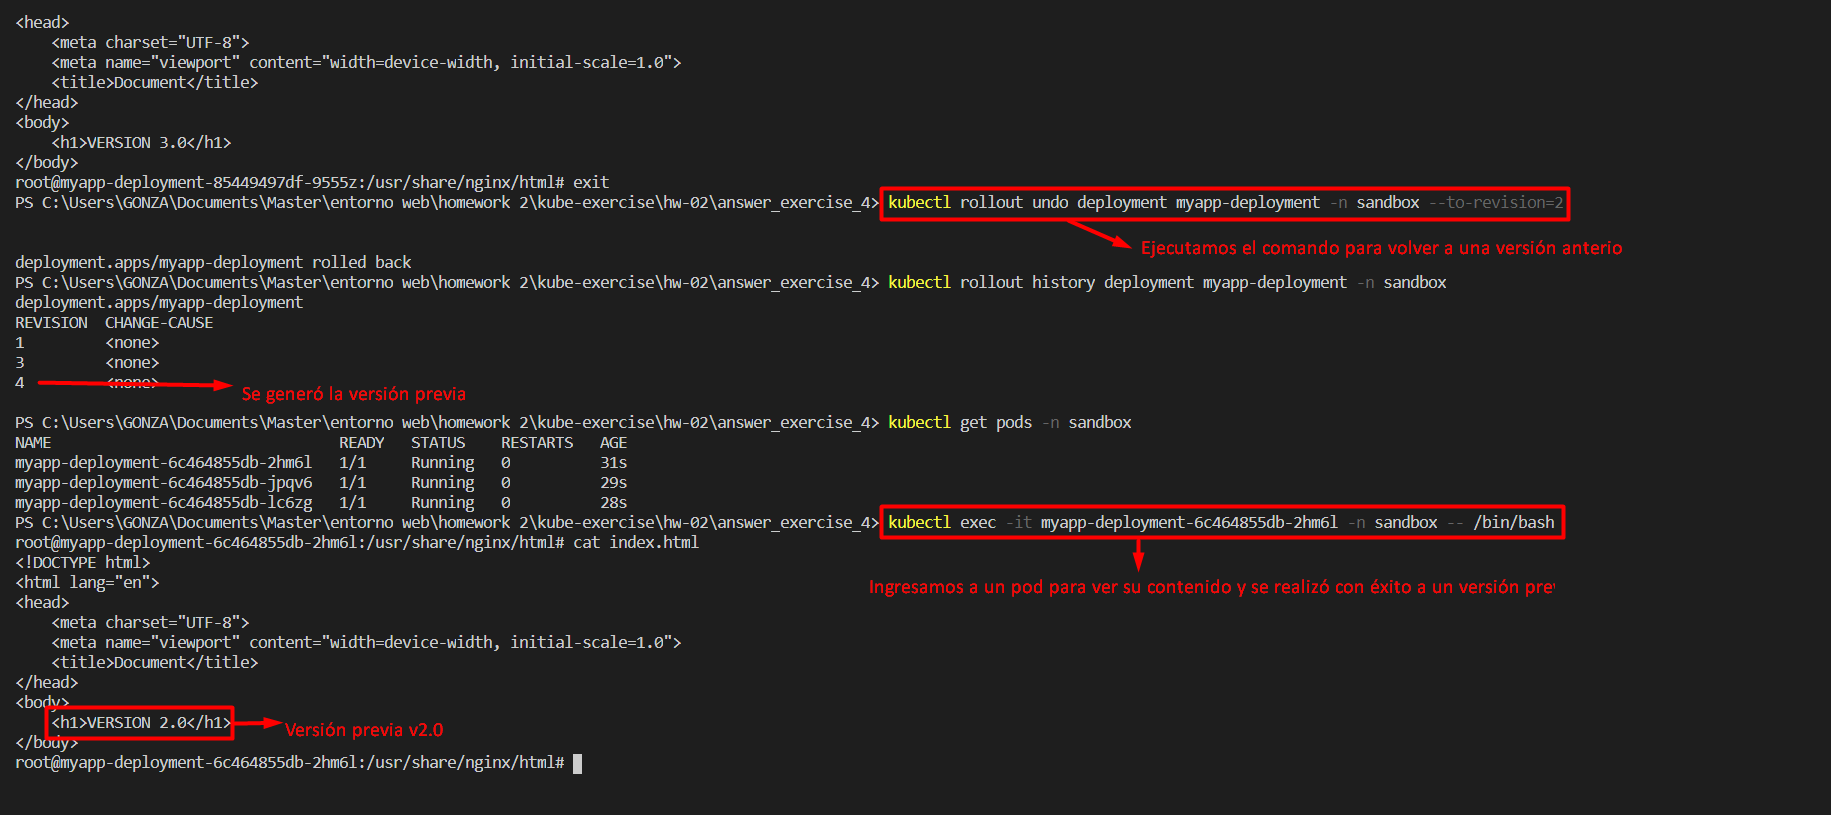 <head>
    <meta charset="UTF-8">
    <meta name="viewport" content="width=device-width, initial-scale=1.0">
    <title>Document</title>
</head>
<body>
    <h1>VERSION 3.0</h1>
</body>
root@myapp-deployment-85449497df-9555z:/usr/share/nginx/html# exit
PS C:\Users\GONZA\Documents\Master\entorno web\homework 2\kube-exercise\hw-02\answer_exercise_4> kubectl rollout undo deployment myapp-deployment -n sandbox --to-revision=2
Ejecutamos el comando para volver a una versión anterio
deployment.apps/myapp-deployment rolled back
PS C:\Users\GONZA\Documents\Master\entorno web\homework 2\kube-exercise\hw-02\answer_exercise_4> kubectl rollout history deployment myapp-deployment -n sandbox
deployment.apps/myapp-deployment
REVISION  CHANGE-CAUSE
1         <none>
3         <none>
4         <none>
Se generó la versión previa
PS C:\Users\GONZA\Documents\Master\entorno web\homework 2\kube-exercise\hw-02\answer_exercise_4> kubectl get pods -n sandbox
NAME                                READY   STATUS    RESTARTS   AGE
myapp-deployment-6c464855db-2hm6l   1/1     Running   0          31s
myapp-deployment-6c464855db-jpqv6   1/1     Running   0          29s
myapp-deployment-6c464855db-lc6zg   1/1     Running   0          28s
PS C:\Users\GONZA\Documents\Master\entorno web\homework 2\kube-exercise\hw-02\answer_exercise_4> kubectl exec -it myapp-deployment-6c464855db-2hm6l -n sandbox -- /bin/bash
root@myapp-deployment-6c464855db-2hm6l:/usr/share/nginx/html# cat index.html
<!DOCTYPE html>
<html lang="en">
Ingresamos a un pod para ver su contenido y se realizó con éxito a un versión prev
<head>
    <meta charset="UTF-8">
    <meta name="viewport" content="width=device-width, initial-scale=1.0">
    <title>Document</title>
</head>
<body>
    <h1>VERSION 2.0</h1>
Versión previa v2.0
</body>
root@myapp-deployment-6c464855db-2hm6l:/usr/share/nginx/html#